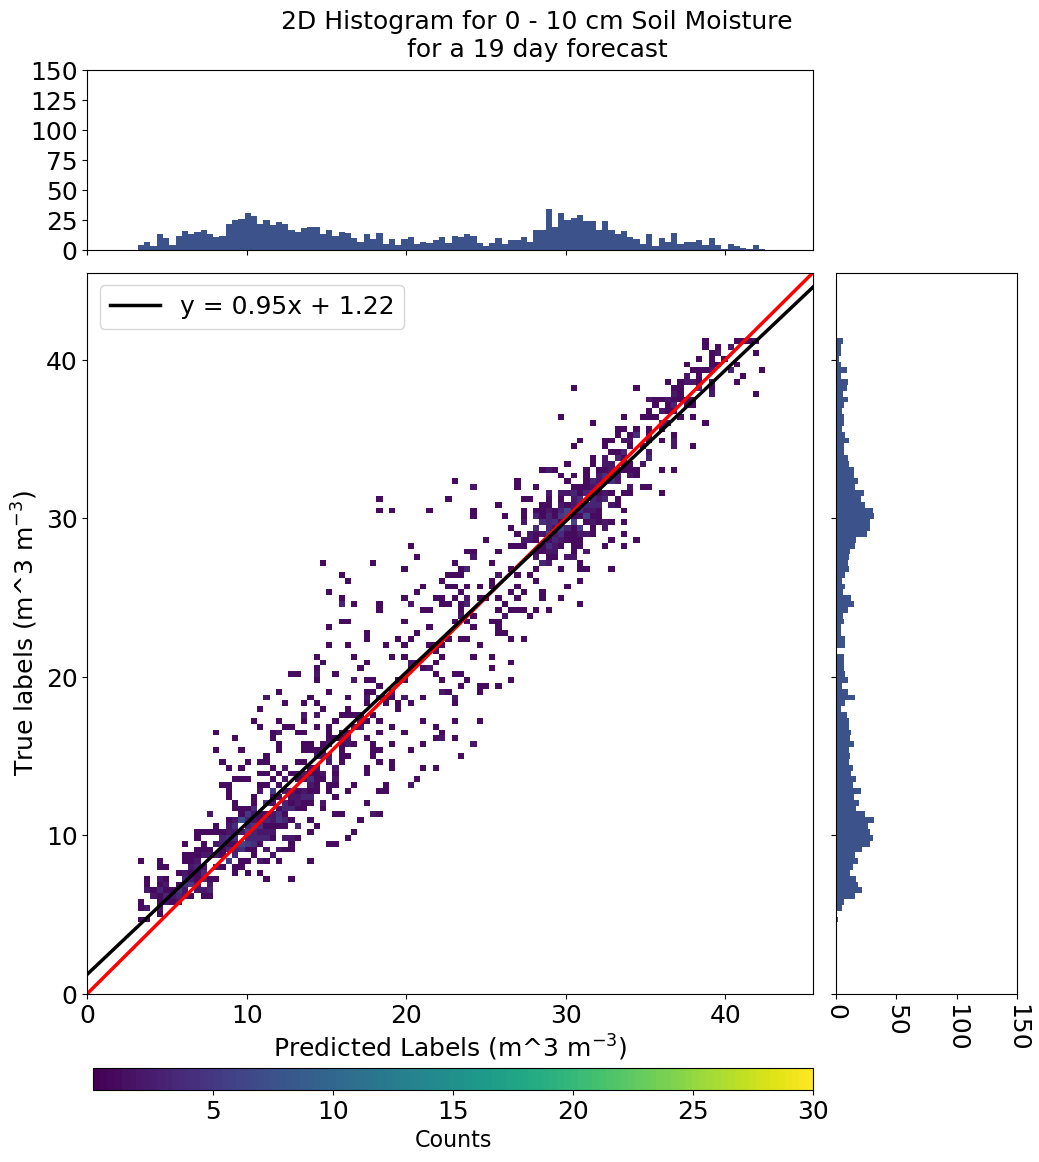 2D Histogram for 0 - 10 cm Soil Moisture
for a 19 day forecast
150
125
100
75
50
25
0
y = 0.95x + 1.22
40
30
20
10
0
True labels (m^3 m⁻³)
0 10 20 30 40
Predicted Labels (m^3 m⁻³)
0 50 100 150
5 10 15 20 25 30
Counts